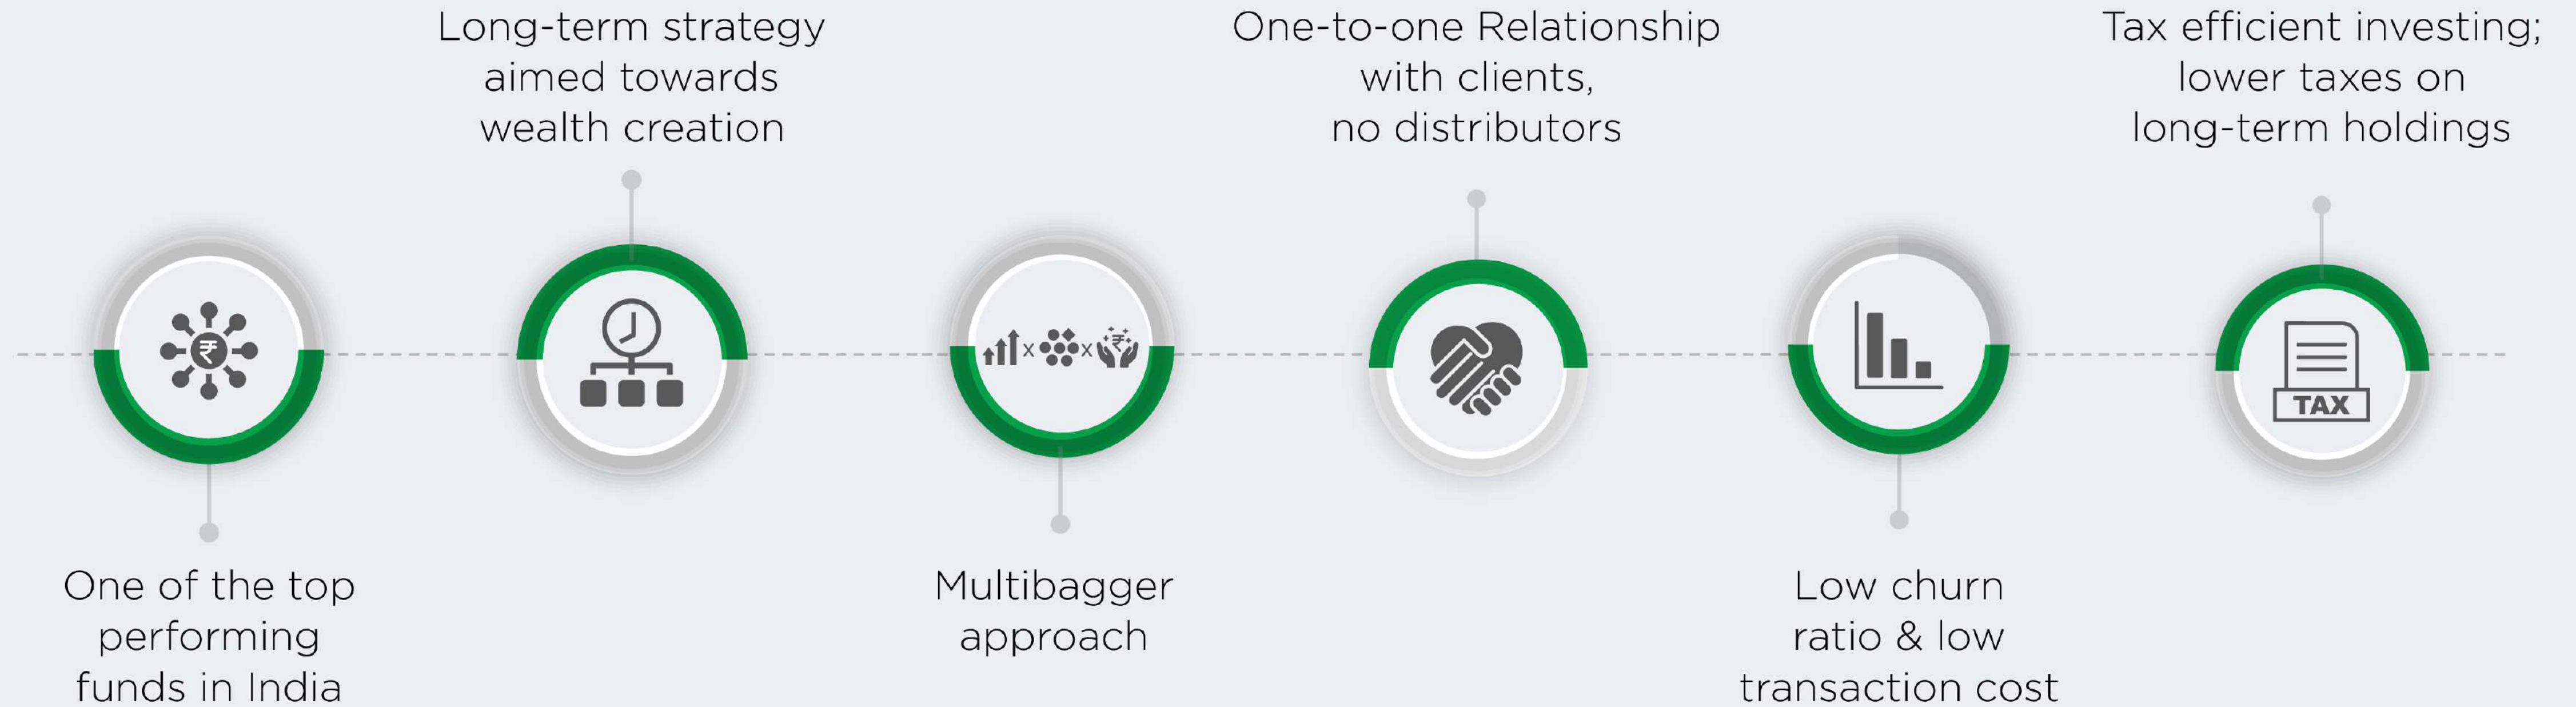 One of the top
performing
funds in India
Long-term strategy
aimed towards
wealth creation
Multibagger
approach
One-to-one Relationship
with clients,
no distributors
Low churn
ratio & low
transaction cost
Tax efficient investing;
lower taxes on
long-term holdings
₹
x
x
₹
TAX